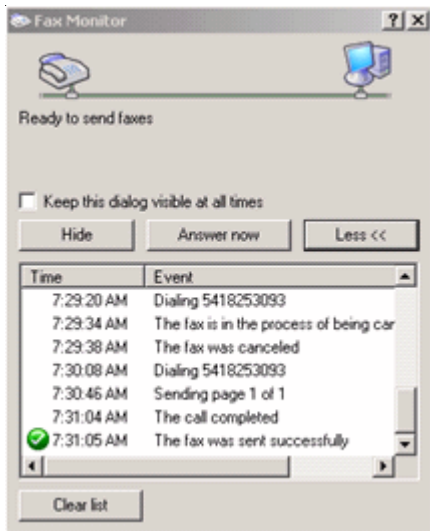 Fax Monitor
Ready to send faxes
Keep this dialog visible at all times
Hide Answer now Less <<
Time Event
7:29:20 AM Dialing 5418253093
7:29:34 AM The fax is in the process of being car
7:29:38 AM The fax was canceled
7:30:08 AM Dialing 5418253093
7:30:46 AM Sending page 1 of 1
7:31:04 AM The call completed
7:31:05 AM The fax was sent successfully
Clear list